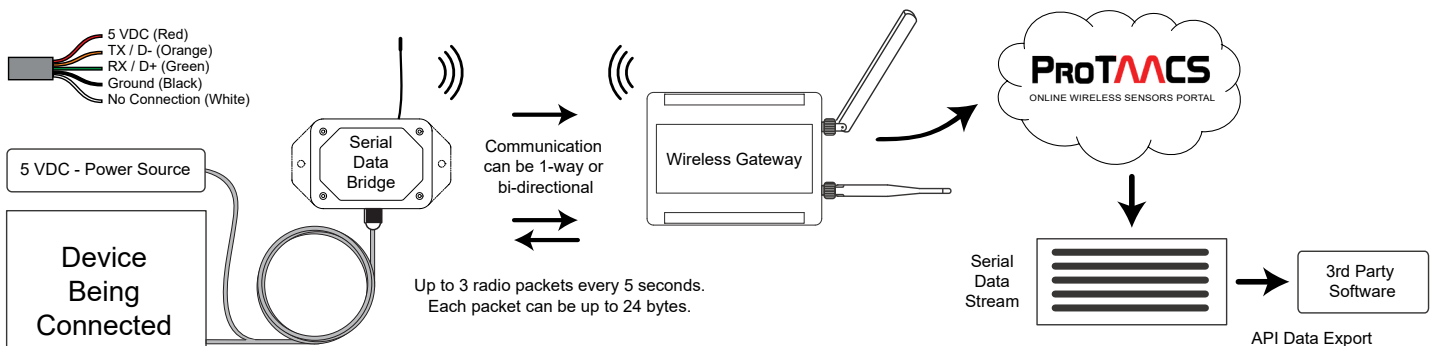 5 VDC (Red)
TX / D- (Orange)
RX / D+ (Green)
Ground (Black)
No Connection (White)
5 VDC - Power Source
Device
Being
Connected
Serial
Data
Bridge
Communication
can be 1-way or
bi-directional
Up to 3 radio packets every 5 seconds.
Each packet can be up to 24 bytes.
Wireless Gateway
PROTAACS
ONLINE WIRELESS SENSORS PORTAL
Serial
Data
Stream
3rd Party
Software
API Data Export